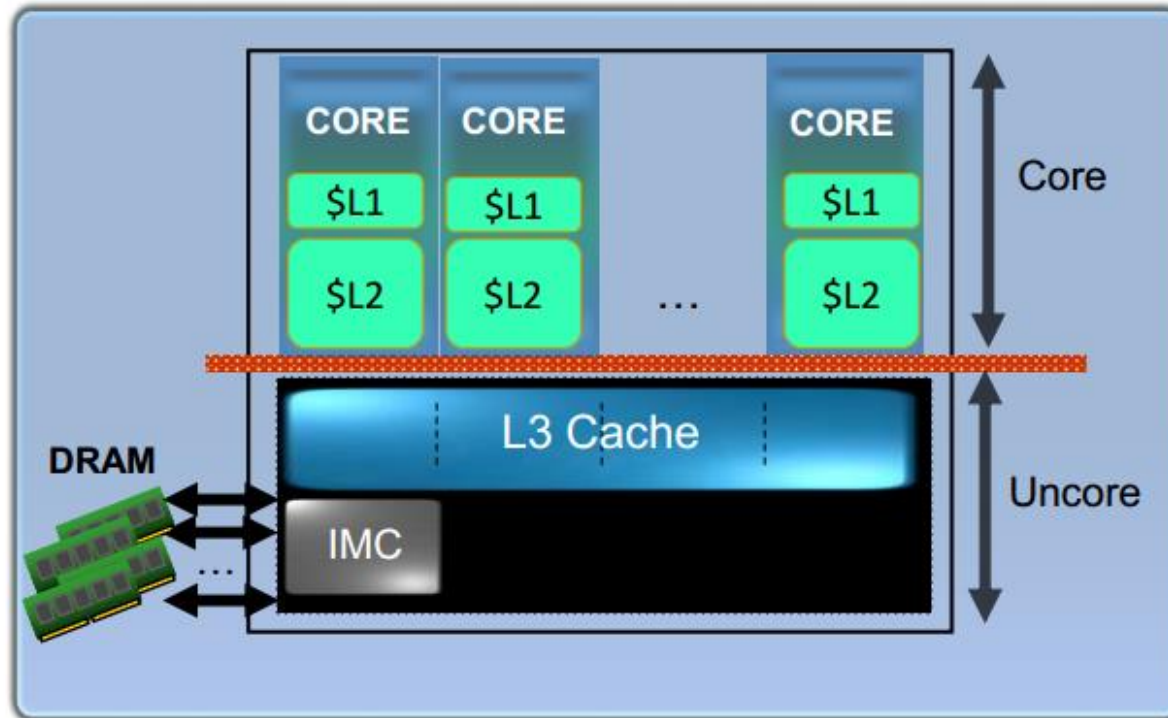 CORE CORE CORE
$L1 $L1 $L1
Core
$L2 $L2 ... $L2
L3 Cache
DRAM
Uncore
IMC
...